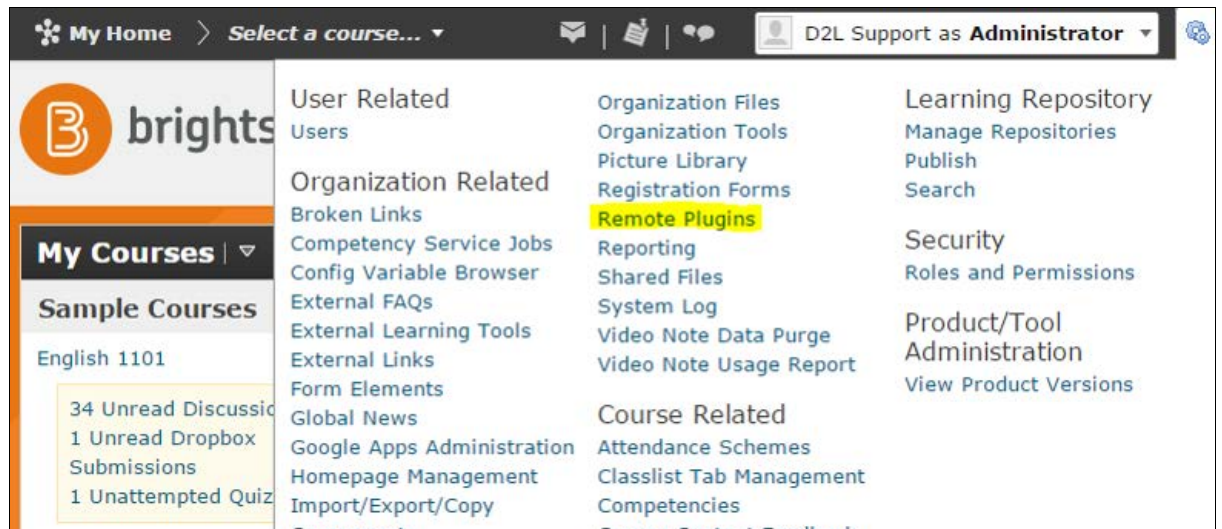 My Home > Select a course...
D2L Support as Administrator
brights
My Courses
Sample Courses
English 1101
34 Unread Discussio
1 Unread Dropbox
Submissions
1 Unattempted Quiz
User Related
Users
Organization Related
Broken Links
Competency Service Jobs
Config Variable Browser
External FAQs
External Learning Tools
External Links
Form Elements
Global News
Google Apps Administration
Homepage Management
Import/Export/Copy
Organization Files
Organization Tools
Picture Library
Registration Forms
Remote Plugins
Reporting
Shared Files
System Log
Video Note Data Purge
Video Note Usage Report
Course Related
Attendance Schemes
Classlist Tab Management
Competencies
Learning Repository
Manage Repositories
Publish
Search
Security
Roles and Permissions
Product/Tool
Administration
View Product Versions